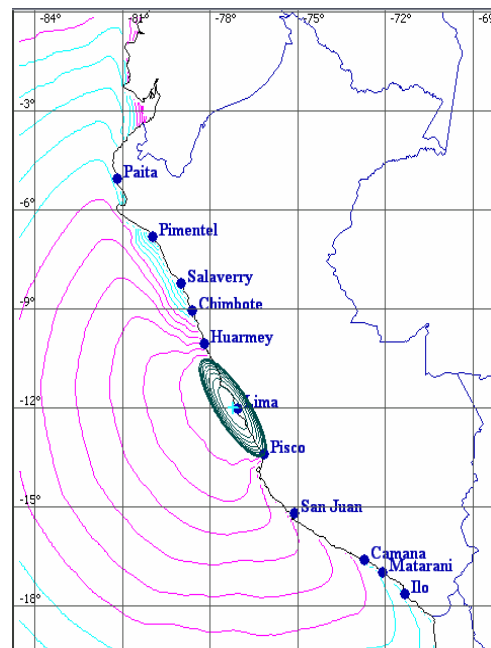 -84° -81° -78° -75° -72° -69
-3°
Paita
-6°
Pimentel
Salaverry
Chimbote
-9°
Huarmey
Lima
-12°
Pisco
-15°
San Juan
Camana
Matarani
Ilo
-18°